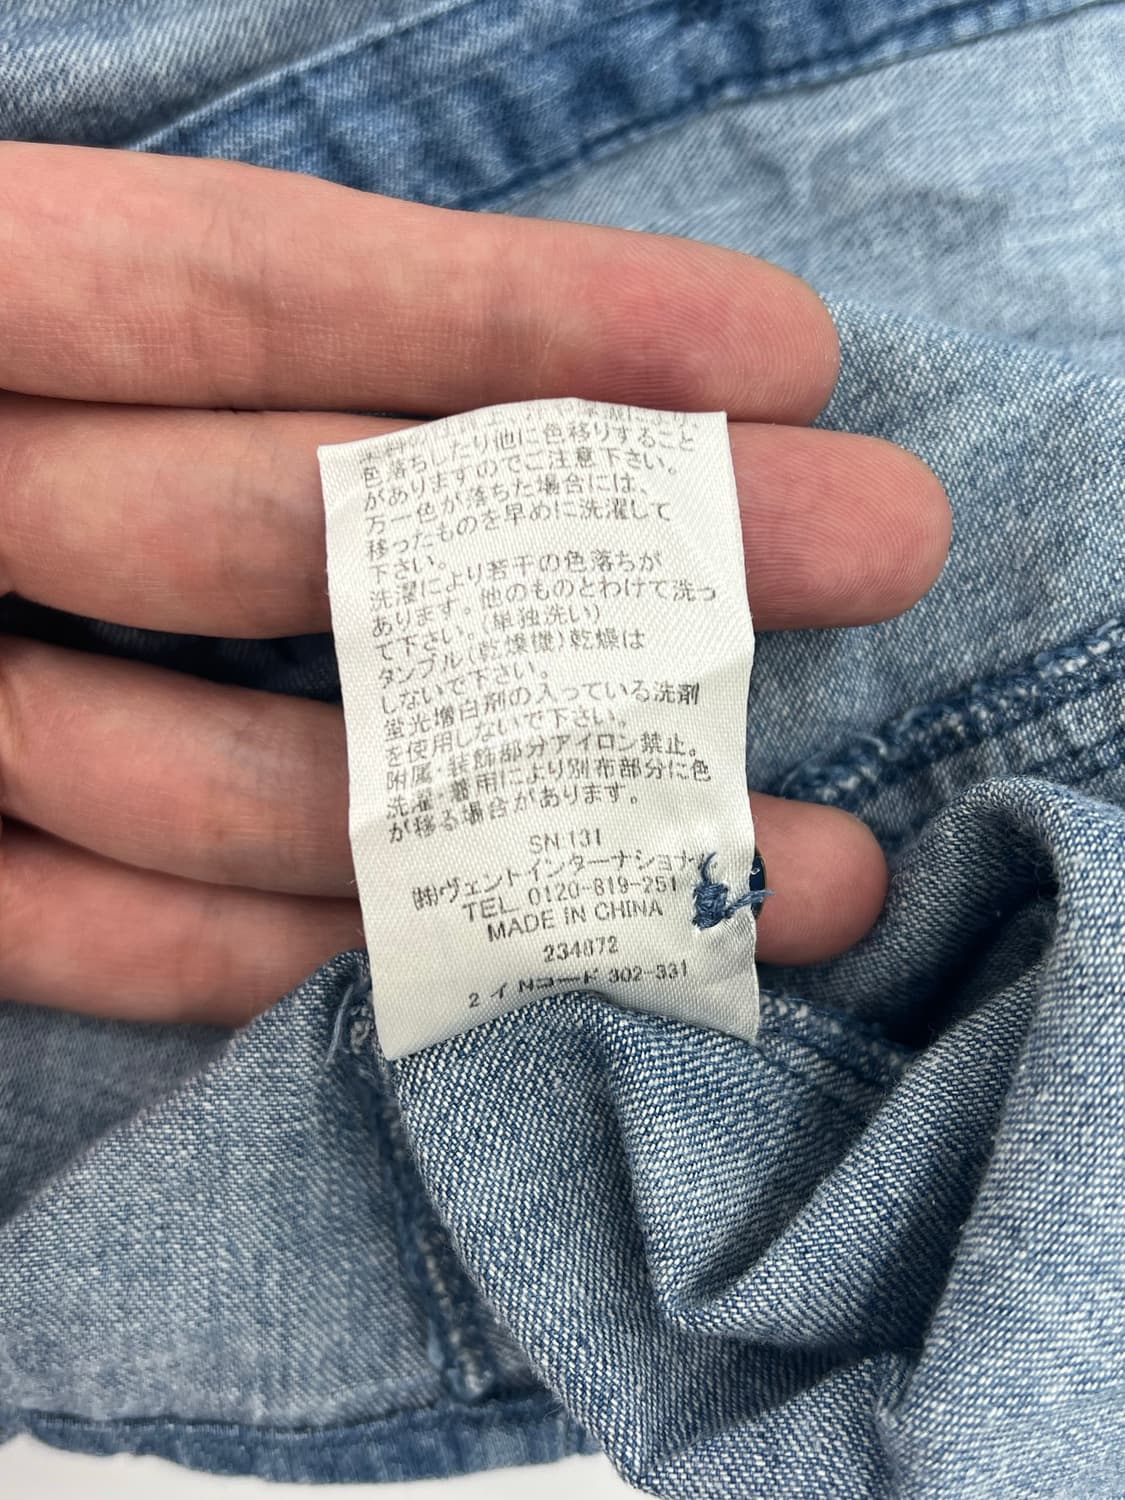 色落ちしたり他に色移りすること
がありますのでご注意下さい。
万一色が落ちた場合には、
移ったものを早めに洗濯して
下さい。
洗濯により若干の色落ちが
あります。他のものとわけて洗っ
て下さい。(単独洗い)
タンブル(乾燥機)乾燥は
しないで下さい。
蛍光増白剤の入っている洗剤
を使用しないで下さい。
附属・装飾部分アイロン禁止。
洗濯・着用により別布部分に色
が移る場合があります。
SN 131
㈱ヴェントインターナショナ
TEL 0120-819-251
MADE IN CHINA
234872
2 イ Nコード 302-331